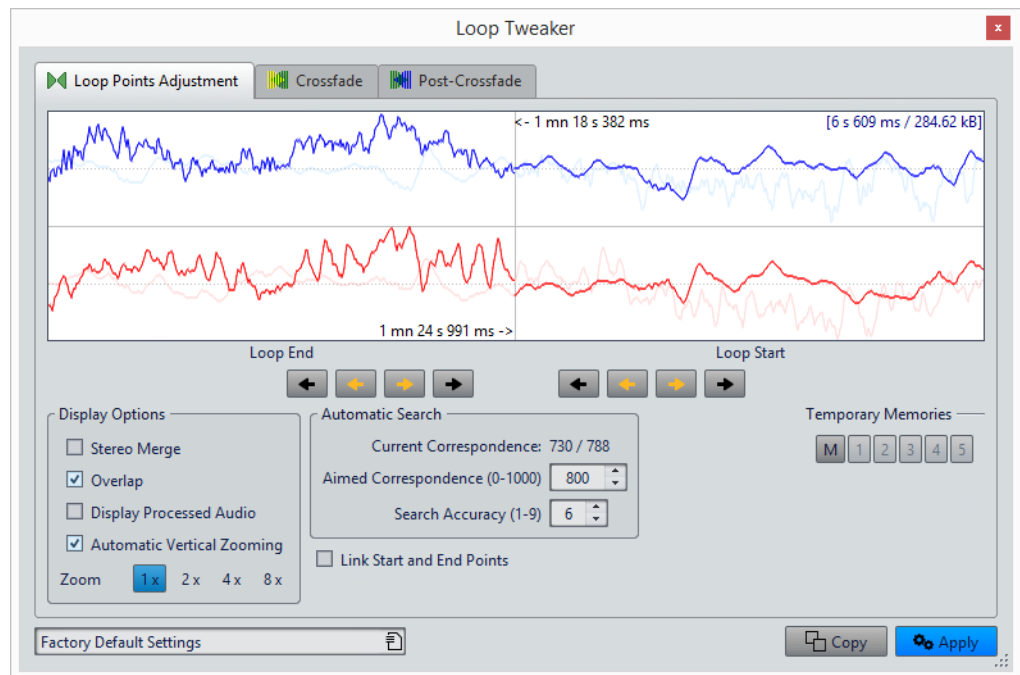 Loop Tweaker
x
Loop Points Adjustment
Crossfade
Post-Crossfade
<- 1 mn 18 s 382 ms
[6 s 609 ms / 284.62 kB]
1 mn 24 s 991 ms ->
Loop End
Loop Start
Display Options
Stereo Merge
Overlap
Display Processed Audio
Automatic Vertical Zooming
Zoom 1 x 2 x 4 x 8 x
Automatic Search
Current Correspondence: 730 / 788
Aimed Correspondence (0-1000) 800
Search Accuracy (1-9) 6
Link Start and End Points
Temporary Memories
M 1 2 3 4 5
Factory Default Settings
Copy
Apply